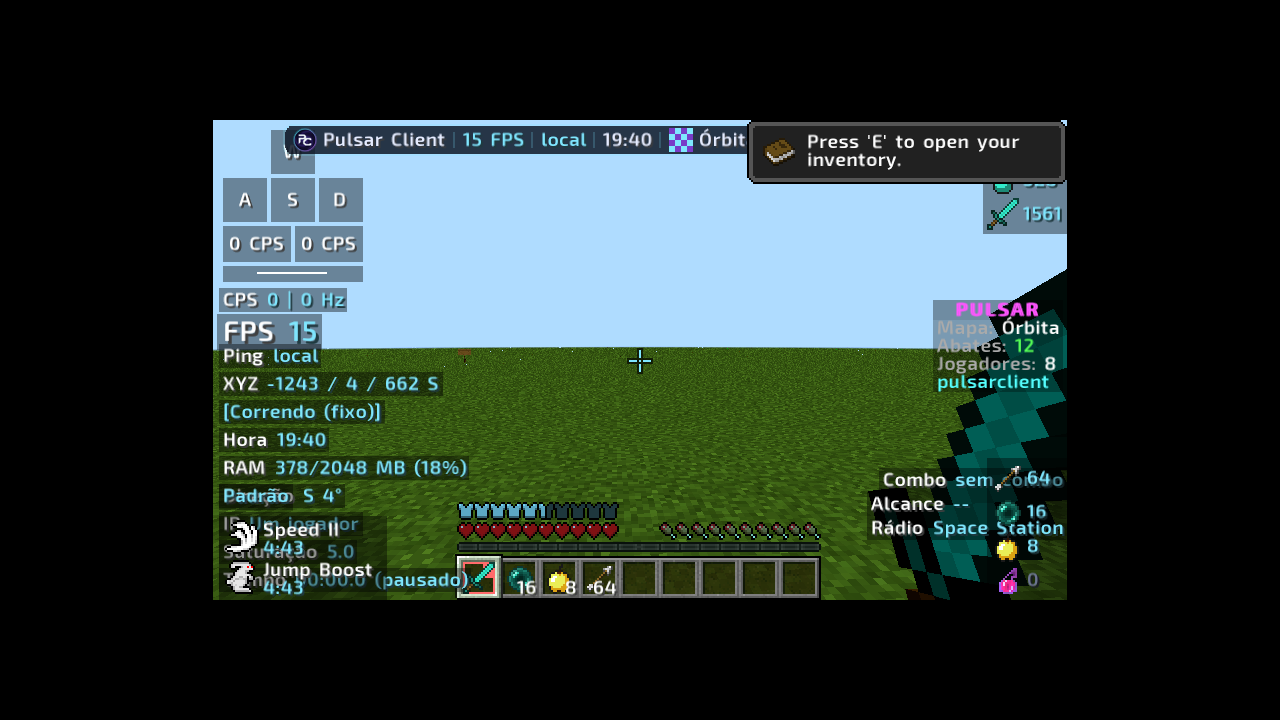 W
Pulsar Client | 15 FPS | local | 19:40 | Órbit
Press 'E' to open your
inventory.
A S D
1561
0 CPS 0 CPS
CPS 0 | 0 Hz
FPS 15
PULSAR
Mapa: Órbita
Abates: 12
Jogadores: 8
pulsarclient
Ping local
XYZ -1243 / 4 / 662 S
[Correndo (fixo)]
Hora 19:40
RAM 378/2048 MB (18%)
Padrão S 4°
Combo sem
64
Alcance --
16
Rádio Space Station
8
0
Speed II
4:43
Saturação 5.0
Jump Boost
4:43
(pausado)
16 8 64